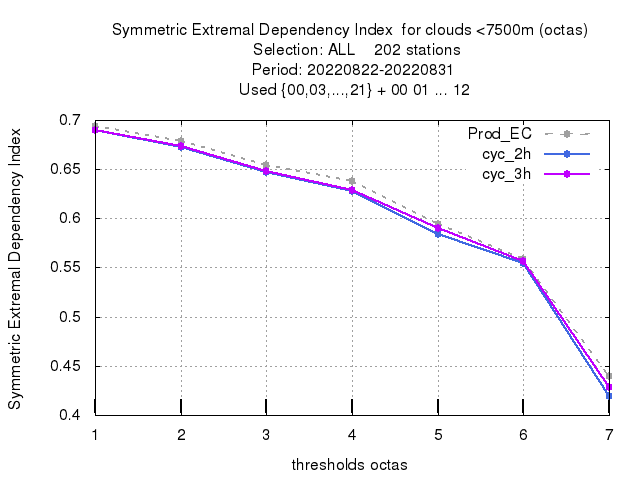 Symmetric Extremal Dependency Index  for clouds <7500m (octas)
Selection: ALL    202 stations
Period: 20220822-20220831
Used {00,03,...,21} + 00 01 ... 12
Symmetric Extremal Dependency Index
0.7
0.65
0.6
0.55
0.5
0.45
0.4
Prod_EC
cyc_2h
cyc_3h
1 2 3 4 5 6 7
thresholds octas